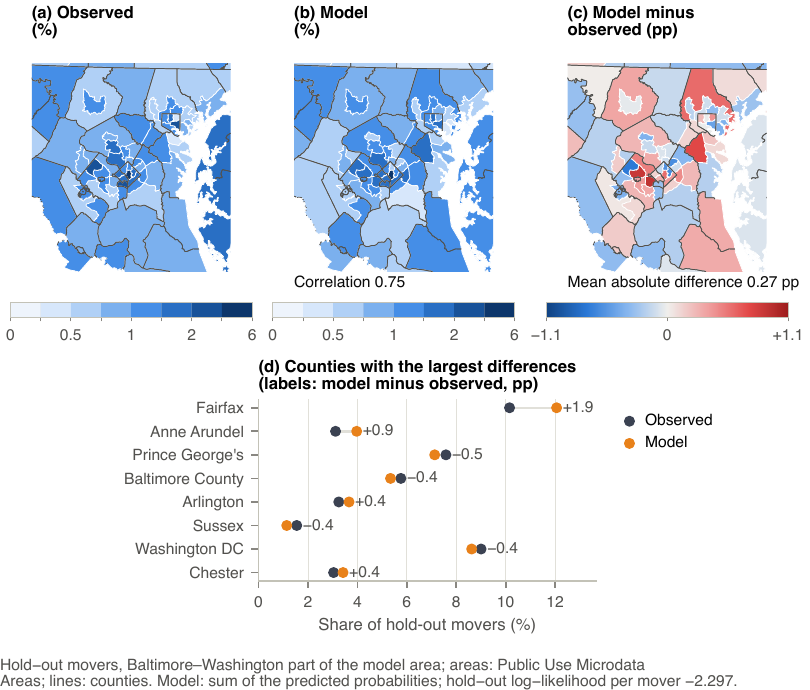 (a) Observed
(%)
(b) Model
(%)
(c) Model minus
observed (pp)
Correlation 0.75
Mean absolute difference 0.27 pp
0 0.5 1 2 6
0 0.5 1 2 6
−1.1 0 +1.1
(d) Counties with the largest differences
(labels: model minus observed, pp)
Fairfax +1.9
Anne Arundel +0.9
Prince George's −0.5
Baltimore County −0.4
Arlington +0.4
Sussex −0.4
Washington DC −0.4
Chester +0.4
Observed
Model
0 2 4 6 8 10 12
Share of hold−out movers (%)
Hold−out movers, Baltimore–Washington part of the model area; areas: Public Use Microdata
Areas; lines: counties. Model: sum of the predicted probabilities; hold−out log−likelihood per mover −2.297.